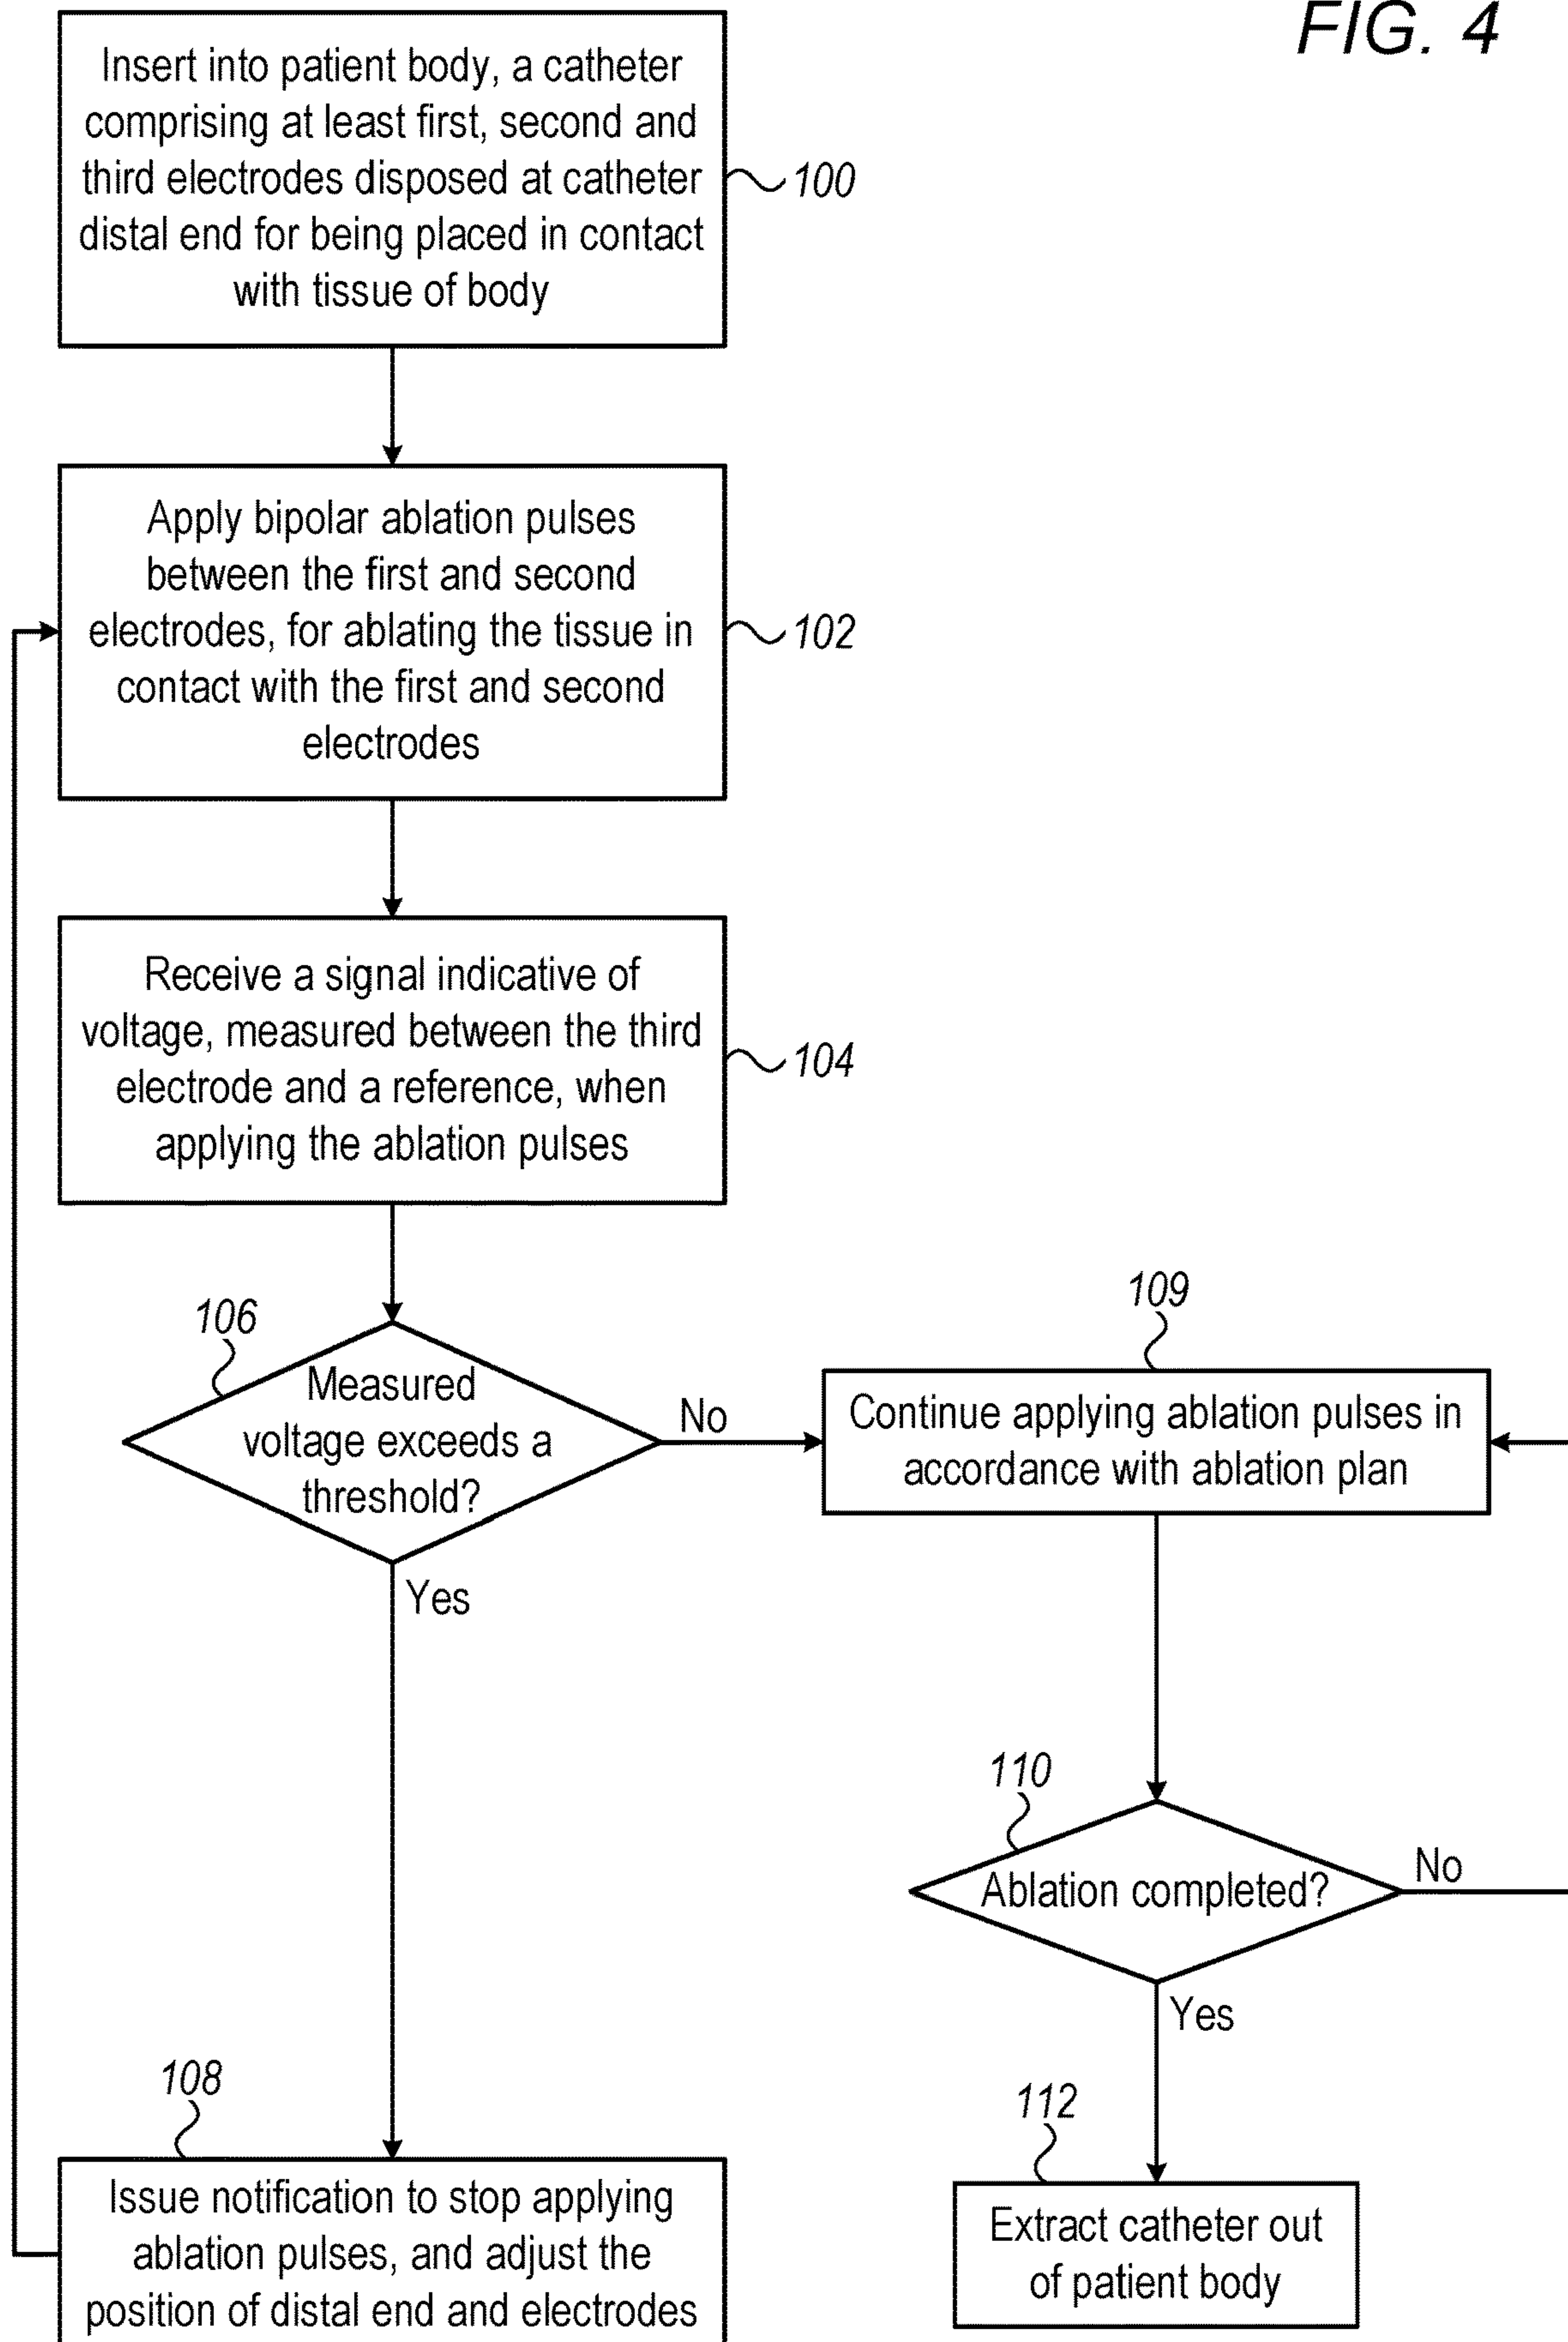 FIG. 4
Insert into patient body, a catheter
comprising at least first, second and
third electrodes disposed at catheter
distal end for being placed in contact
with tissue of body
100
Apply bipolar ablation pulses
between the first and second
electrodes, for ablating the tissue in
contact with the first and second
electrodes
102
Receive a signal indicative of
voltage, measured between the third
electrode and a reference, when
applying the ablation pulses
104
106
Measured
voltage exceeds a
threshold?
No
Yes
109
Continue applying ablation pulses in
accordance with ablation plan
110
Ablation completed?
No
Yes
108
Issue notification to stop applying
ablation pulses, and adjust the
position of distal end and electrodes
112
Extract catheter out
of patient body